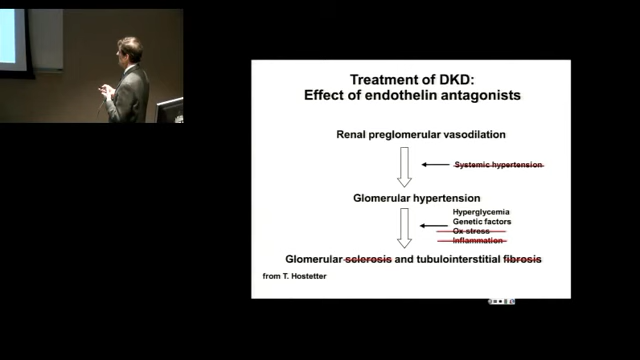 Treatment of DKD:
Effect of endothelin antagonists
Renal preglomerular vasodilation
Systemic hypertension
Glomerular hypertension
Hyperglycemia
Genetic factors
Ox stress
Inflammation
Glomerular sclerosis and tubulointerstitial fibrosis
from T. Hostetter